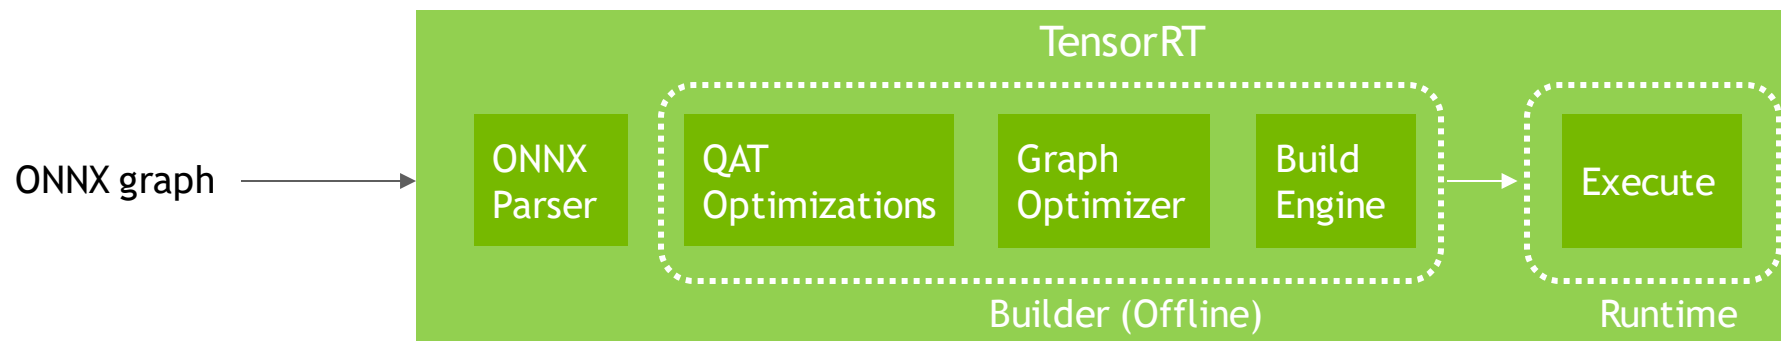 TensorRT
ONNX graph
ONNX
Parser
QAT
Optimizations
Graph
Optimizer
Build
Engine
Execute
Builder (Offline)
Runtime